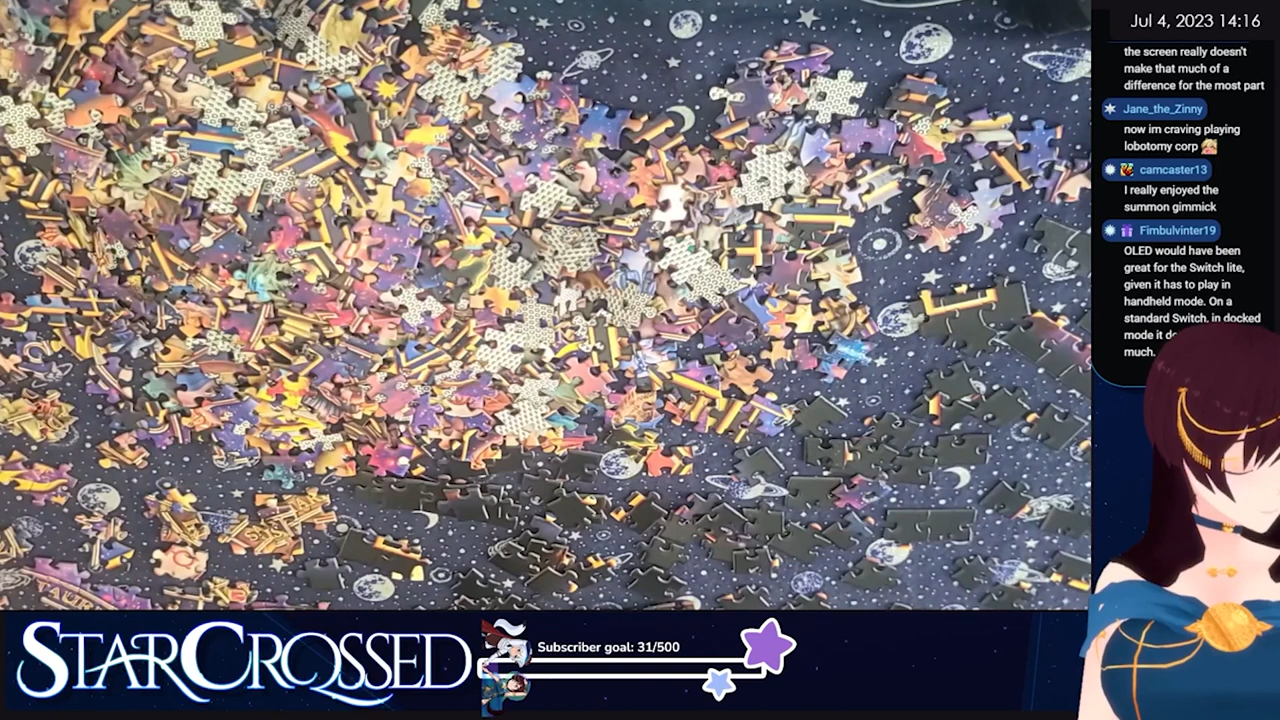 Jul 4, 2023 14:16
the screen really doesn't
make that much of a
difference for the most part
Jane_the_Zinny
now im craving playing
lobotomy corp
camcaster13
I really enjoyed the
summon gimmick
Fimbulvinter19
OLED would have been
great for the Switch lite,
given it has to play in
handheld mode. On a
standard Switch, in docked
mode it
much.
STARCROSSED
Subscriber goal: 31/500